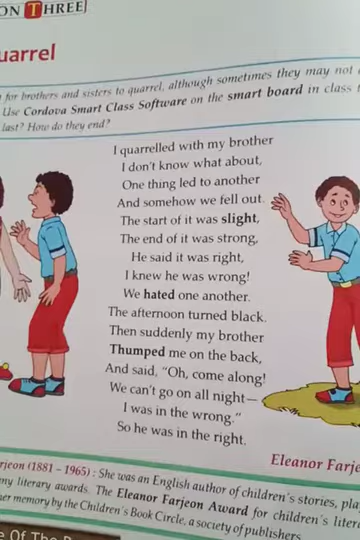 ON THREE
uarrel
for brothers and sisters to quarrel, although sometimes they may not
Use Cordova Smart Class Software on the smart board in class
last? How do they end?
I quarrelled with my brother
I don't know what about,
One thing led to another
And somehow we fell out.
The start of it was slight,
The end of it was strong,
He said it was right,
I knew he was wrong!
We hated one another.
The afternoon turned black.
Then suddenly my brother
Thumped me on the back,
And said, "Oh, come along!
We can't go on all night—
I was in the wrong."
So he was in the right.
Eleanor Farje
rjeon (1881 – 1965) : She was an English author of children's stories, pla
ny literary awards. The Eleanor Farjeon Award for children's liter
er memory by the Children's Book Circle, a society of publishers
e Of The